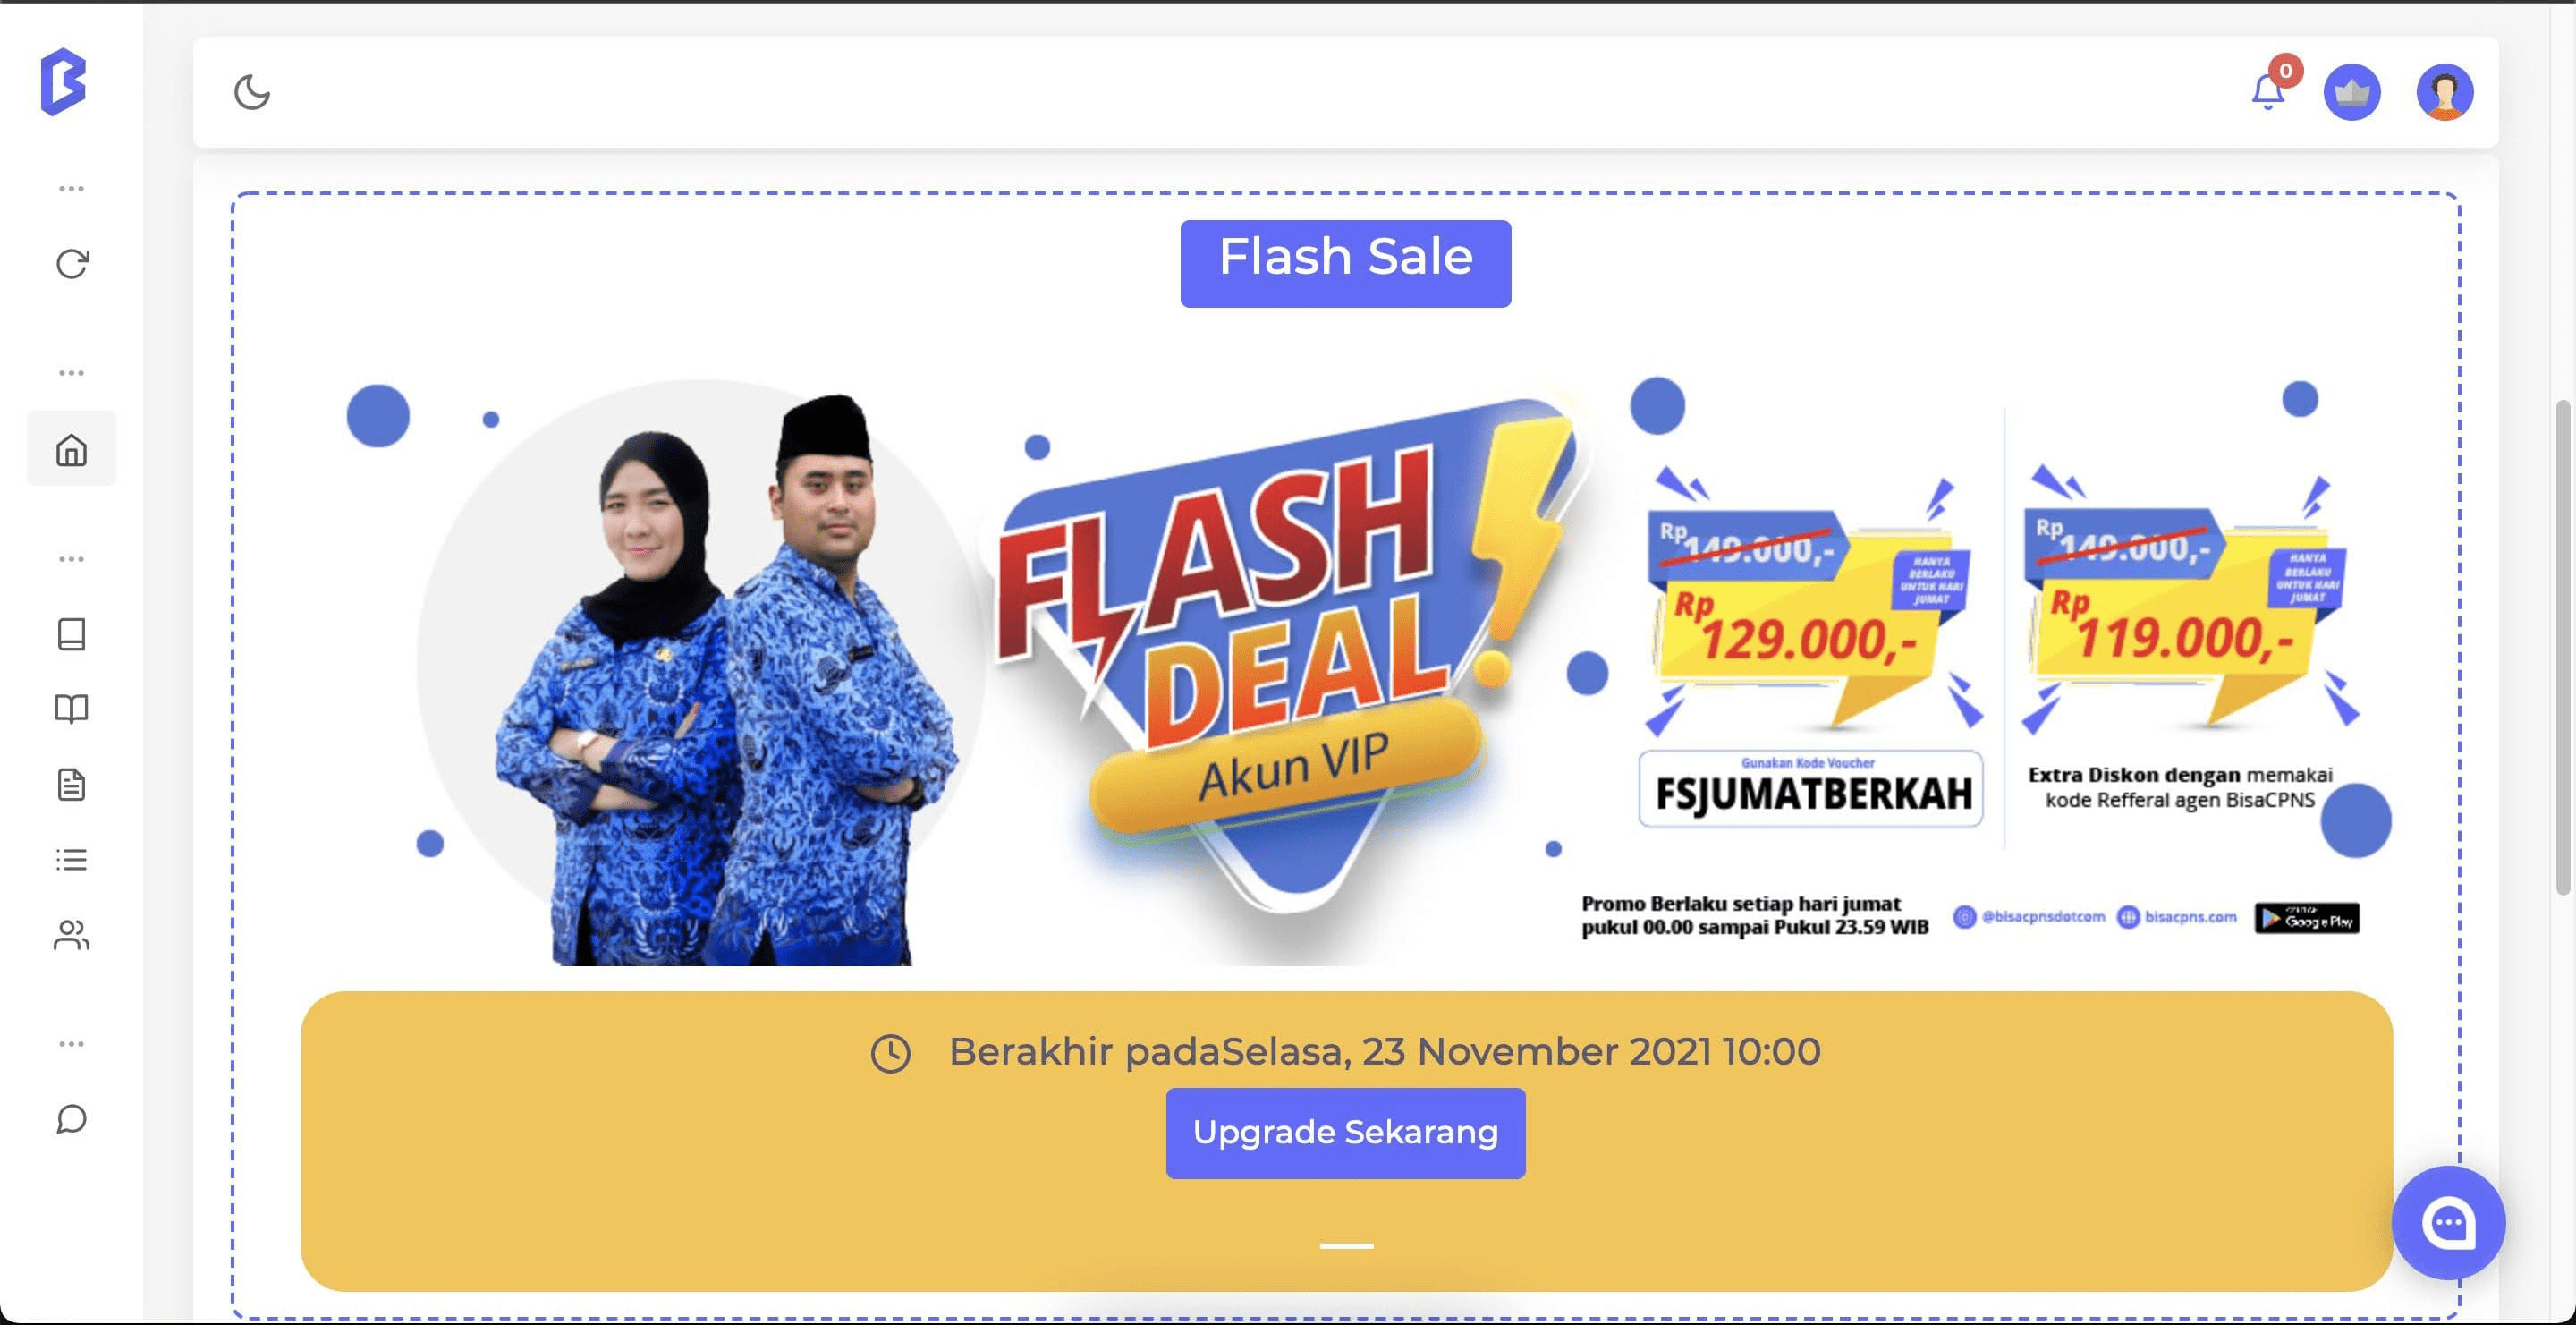 0
Flash Sale
FLASH
DEAL!
Akun VIP
Rp 149.000,-
HANYA
BERLAKU
UNTUK HARI
JUMAT
Rp 129.000,-
Gunakan Kode Voucher
FSJUMATBERKAH
Rp 149.000,-
HANYA
BERLAKU
UNTUK HARI
JUMAT
Rp 119.000,-
Extra Diskon dengan memakai
kode Refferal agen BisaCPNS
Promo Berlaku setiap hari jumat
pukul 00.00 sampai Pukul 23.59 WIB
@bisacpnsdotcom
bisacpns.com
Google Play
Berakhir padaSelasa, 23 November 2021 10:00
Upgrade Sekarang